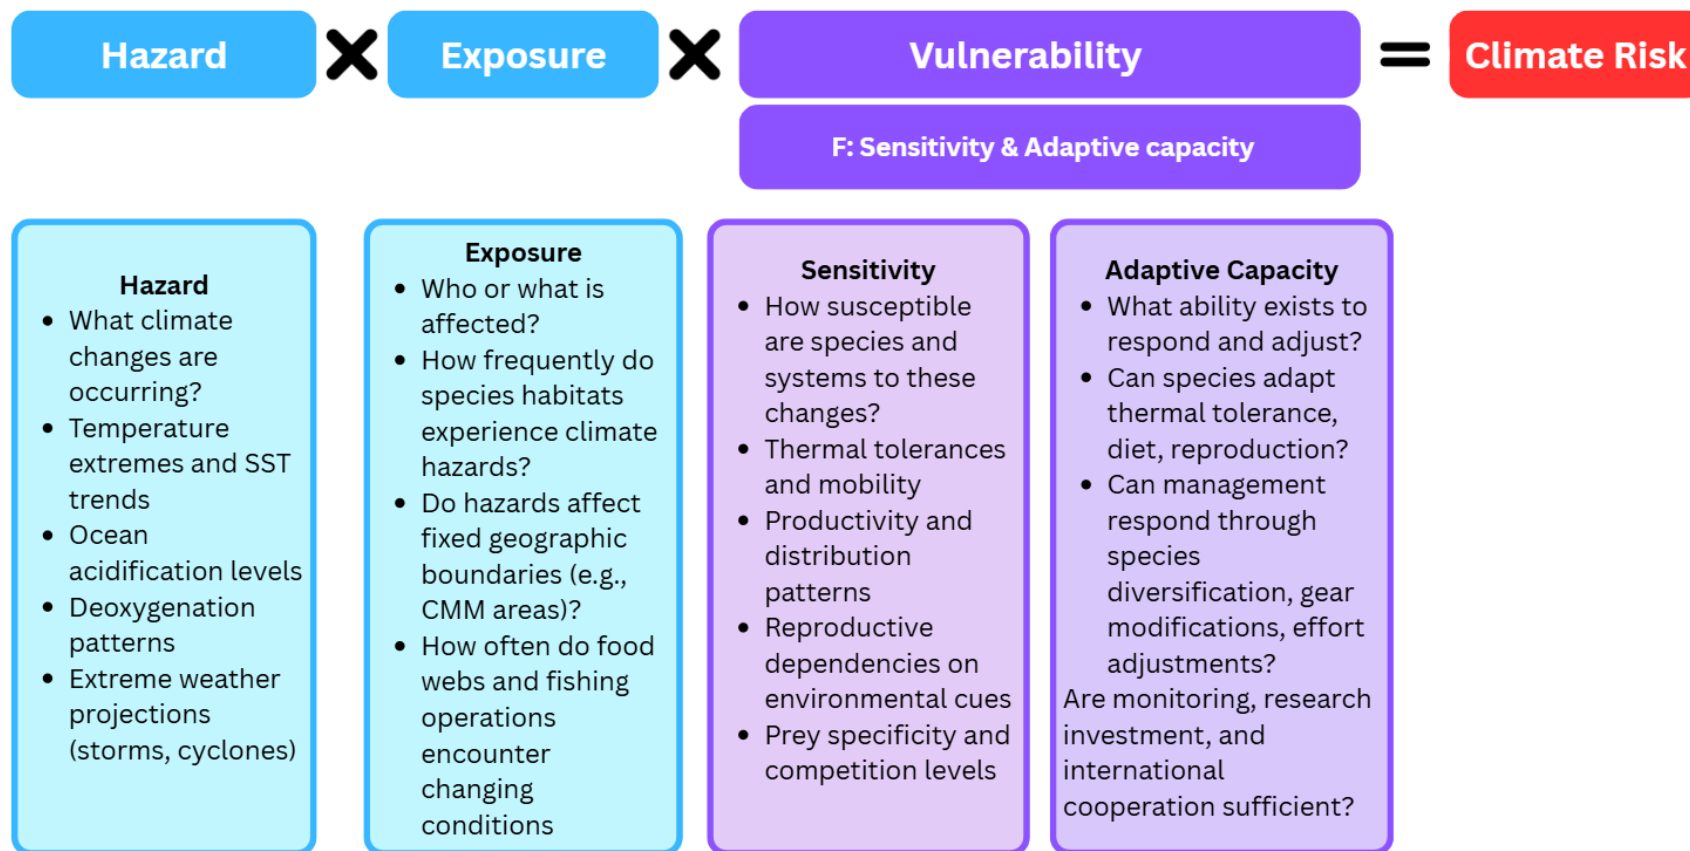 Hazard × Exposure × Vulnerability = Climate Risk
F: Sensitivity & Adaptive capacity
Hazard
• What climate
changes are
occurring?
• Temperature
extremes and SST
trends
• Ocean
acidification levels
• Deoxygenation
patterns
• Extreme weather
projections
(storms, cyclones)
Exposure
• Who or what is
affected?
• How frequently do
species habitats
experience climate
hazards?
• Do hazards affect
fixed geographic
boundaries (e.g.,
CMM areas)?
• How often do food
webs and fishing
operations
encounter
changing
conditions
Sensitivity
• How susceptible
are species and
systems to these
changes?
• Thermal tolerances
and mobility
• Productivity and
distribution
patterns
• Reproductive
dependencies on
environmental cues
• Prey specificity and
competition levels
Adaptive Capacity
• What ability exists to
respond and adjust?
• Can species adapt
thermal tolerance,
diet, reproduction?
• Can management
respond through
species
diversification, gear
modifications, effort
adjustments?
Are monitoring, research
investment, and
international
cooperation sufficient?